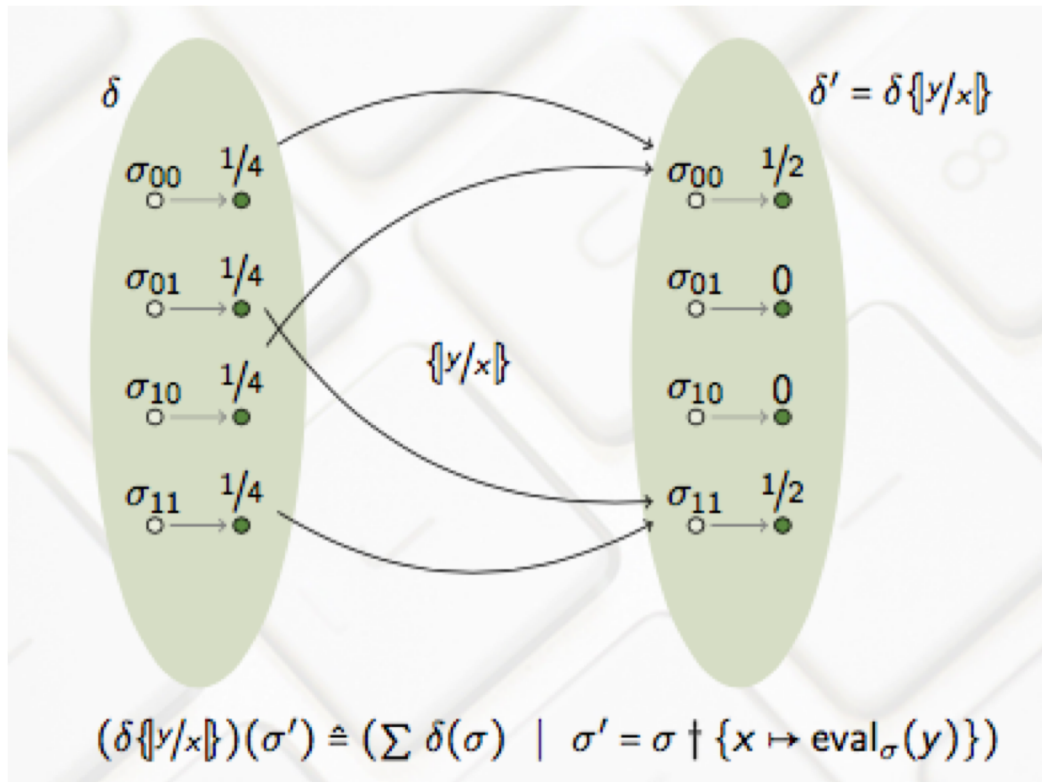 δ
δ′ = δ{|y/x|}
σ₀₀ 1/4
σ₀₀ 1/2
σ₀₁ 1/4
σ₀₁ 0
{|y/x|}
σ₁₀ 1/4
σ₁₀ 0
σ₁₁ 1/4
σ₁₁ 1/2
(δ{|y/x|})(σ′) ≙ (∑ δ(σ) | σ′ = σ † {x ↦ eval_σ(y)})